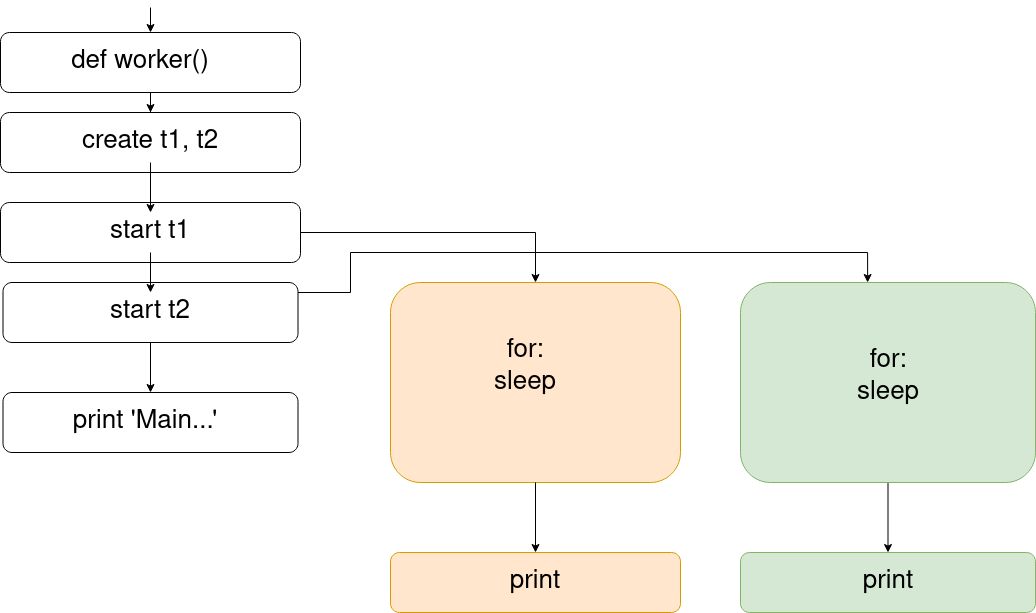 def worker()
create t1, t2
start t1
start t2
print 'Main...'
for:
sleep
print
for:
sleep
print